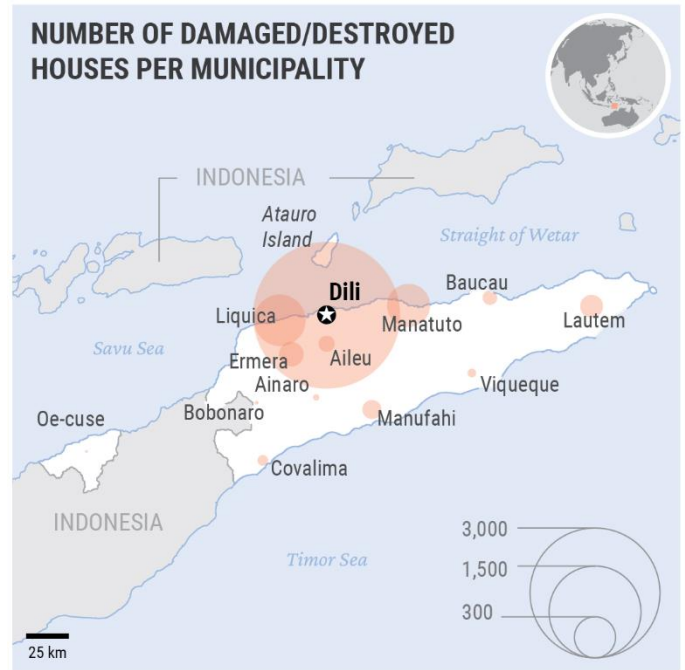 NUMBER OF DAMAGED/DESTROYED
HOUSES PER MUNICIPALITY
INDONESIA
Atauro
Island
Straight of Wetar
Dili
Baucau
Liquica
Manatuto
Lautem
Savu Sea
Ermera
Aileu
Ainaro
Viqueque
Oe-cuse
Bobonaro
Manufahi
Covalima
INDONESIA
3,000
1,500
300
Timor Sea
25 km